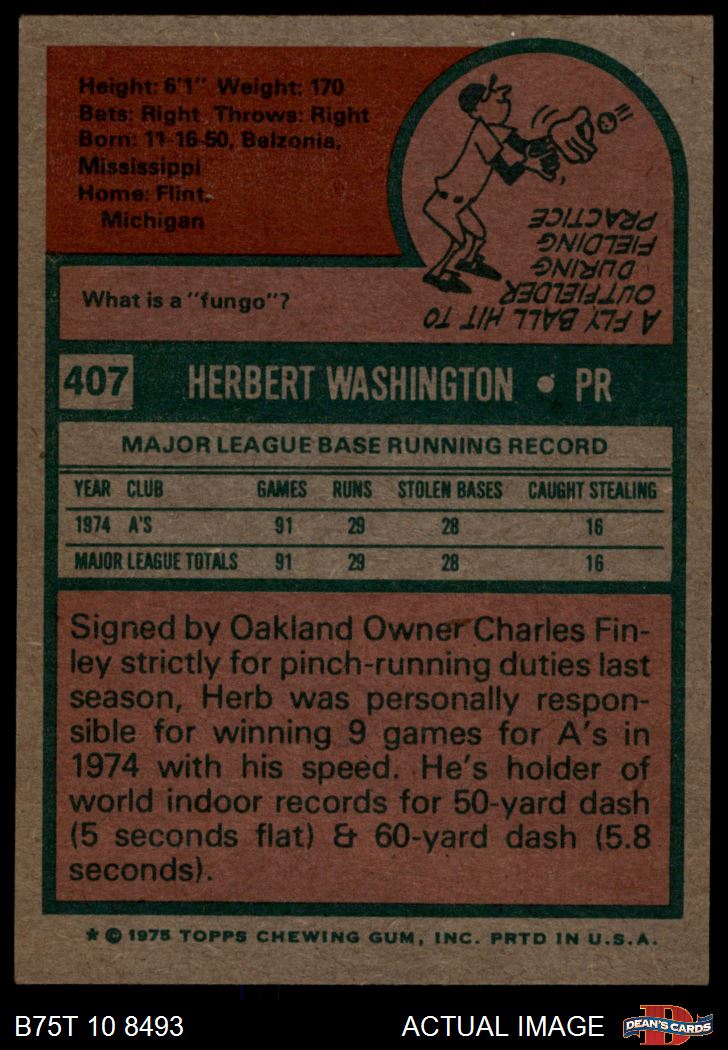 Height: 6'1" Weight: 170
Bats: Right Throws: Right
Born: 11-16-50, Belzonia,
Mississippi
Home: Flint,
Michigan
What is a "fungo"?
A FLY BALL HIT TO
OUTFIELDER
DURING
FIELDING
PRACTICE
407 HERBERT WASHINGTON • PR
MAJOR LEAGUE BASE RUNNING RECORD
YEAR CLUB GAMES RUNS STOLEN BASES CAUGHT STEALING
1974 A'S 91 29 28 16
MAJOR LEAGUE TOTALS 91 29 28 16
Signed by Oakland Owner Charles Fin-
ley strictly for pinch-running duties last
season, Herb was personally respon-
sible for winning 9 games for A's in
1974 with his speed. He's holder of
world indoor records for 50-yard dash
(5 seconds flat) & 60-yard dash (5.8
seconds).
* © 1975 TOPPS CHEWING GUM, INC. PRTD IN U.S.A.
B75T 10 8493 ACTUAL IMAGE D DEAN'S CARDS